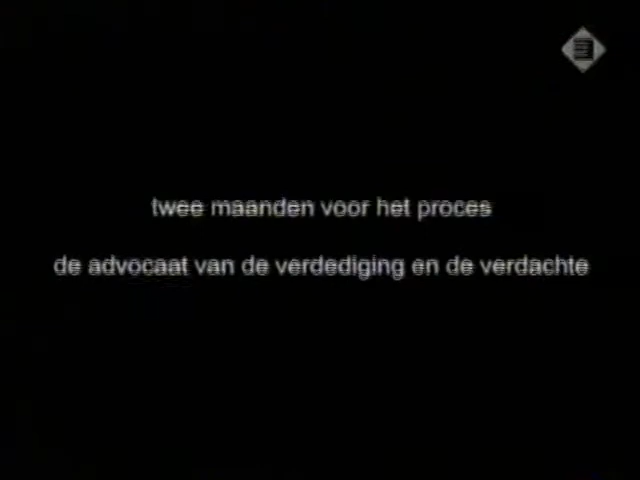 twee maanden voor het proces
de advocaat van de verdediging en de verdachte